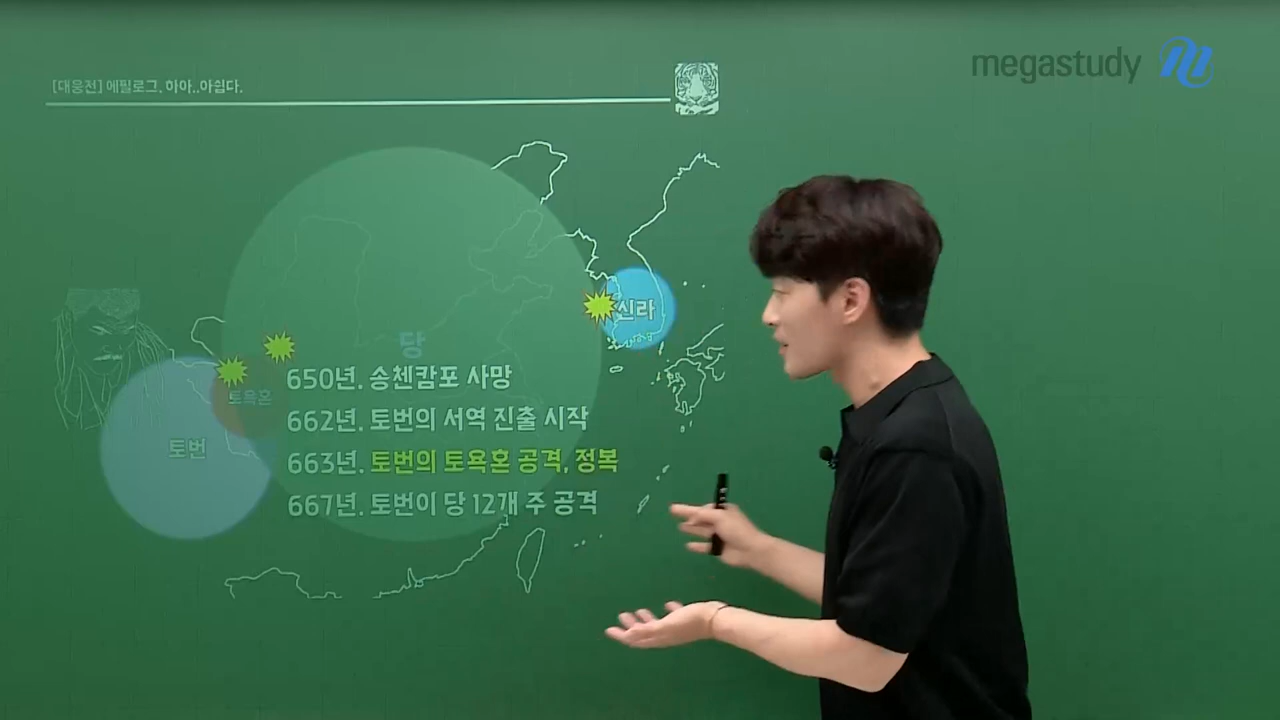 [대웅전] 에필로그. 하아..아쉽다.
megastudy
신라
당
650년. 송첸캄포 사망
토욕혼
662년. 토번의 서역 진출 시작
토번
663년. 토번의 토욕혼 공격, 정복
667년. 토번이 당 12개 주 공격